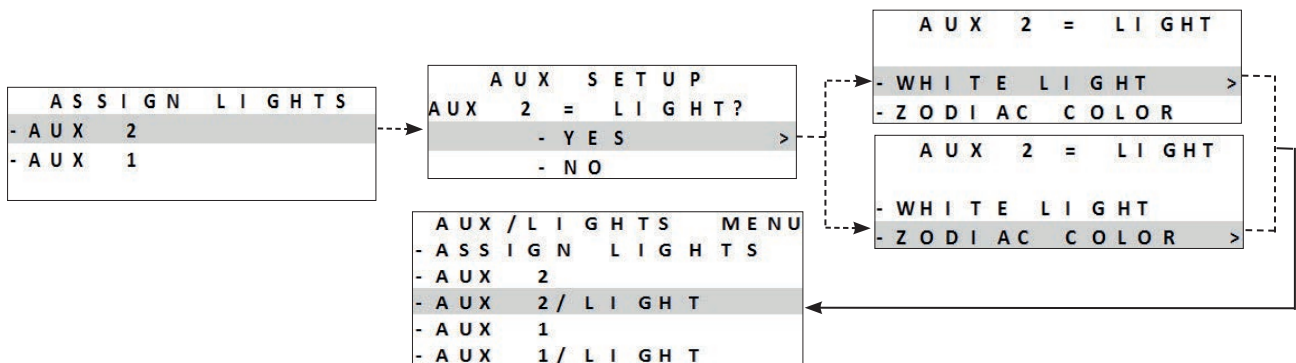 ASSIGN LIGHTS
- AUX 2
- AUX 1
AUX SETUP
AUX 2 = LIGHT?
- YES >
- NO
AUX 2 = LIGHT
- WHITE LIGHT >
- ZODIAC COLOR
AUX 2 = LIGHT
- WHITE LIGHT
- ZODIAC COLOR >
AUX/LIGHTS MENU
- ASSIGN LIGHTS
- AUX 2
- AUX 2/LIGHT
- AUX 1
- AUX 1/LIGHT